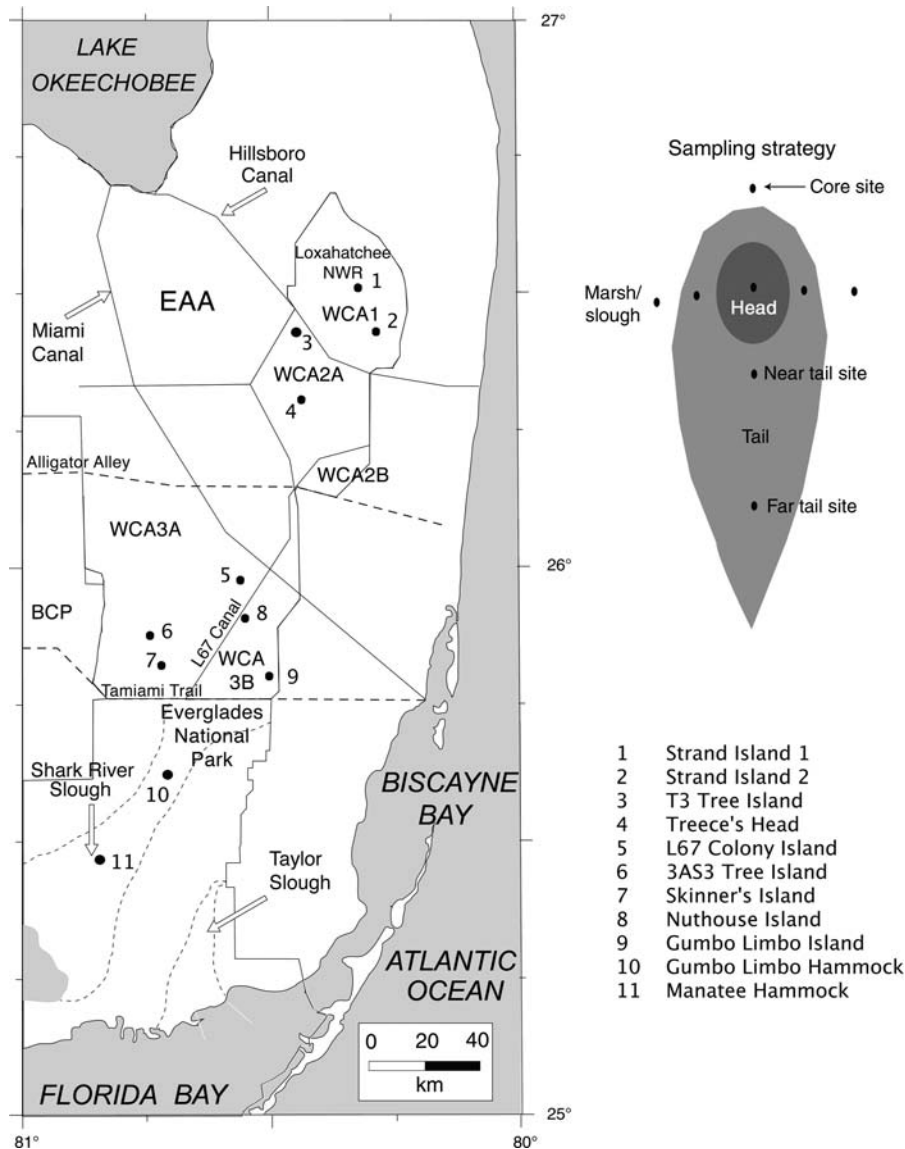 27°
LAKE
OKEECHOBEE
Hillsboro
Canal
Loxahatchee
NWR
1
EAA
WCA1
2
Miami
Canal
3
WCA2A
4
WCA2B
Alligator Alley
WCA3A
26°
5
BCP
L67 Canal
8
6
7
WCA
3B
9
Tamiami Trail
Everglades
National
Park
Shark River
Slough
10
BISCAYNE
BAY
11
Taylor
Slough
ATLANTIC
OCEAN
0 20 40
km
FLORIDA BAY
25°
81°
80°
Sampling strategy
Core site
Marsh/
slough
Head
Near tail site
Tail
Far tail site
1 Strand Island 1
2 Strand Island 2
3 T3 Tree Island
4 Treece's Head
5 L67 Colony Island
6 3AS3 Tree Island
7 Skinner's Island
8 Nuthouse Island
9 Gumbo Limbo Island
10 Gumbo Limbo Hammock
11 Manatee Hammock